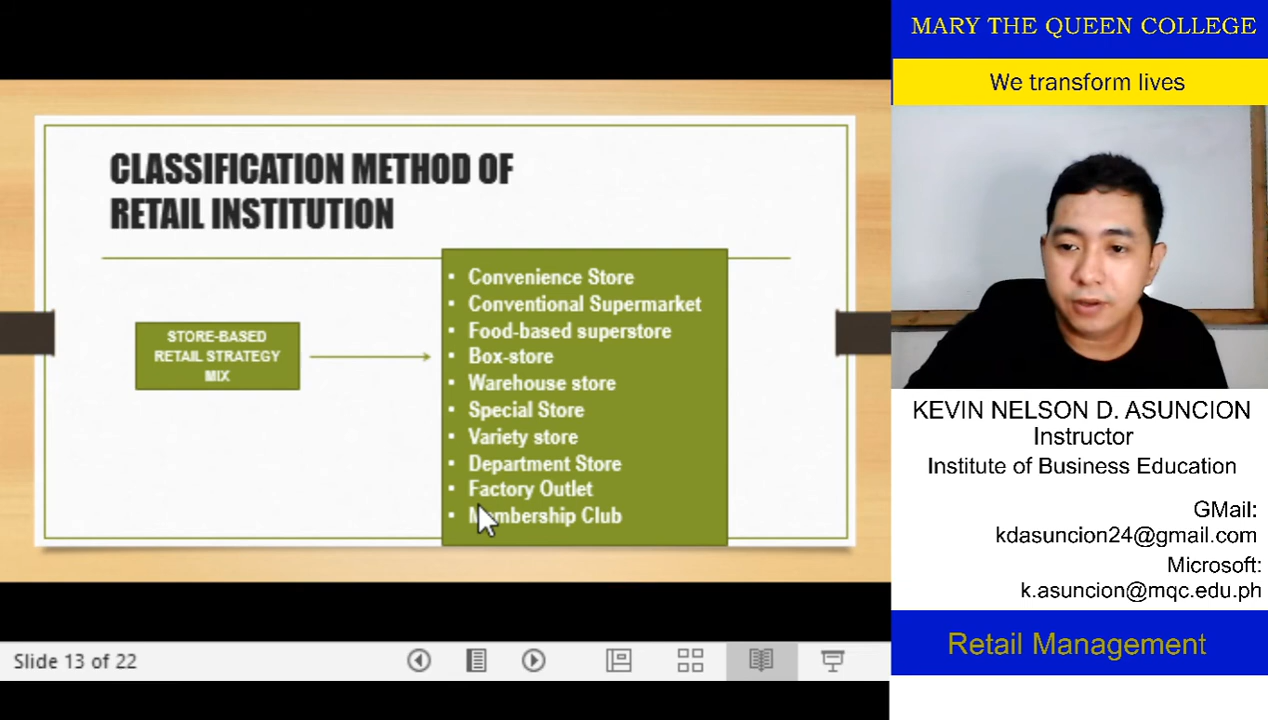 CLASSIFICATION METHOD OF
RETAIL INSTITUTION
STORE-BASED
RETAIL STRATEGY
MIX
• Convenience Store
• Conventional Supermarket
• Food-based superstore
• Box-store
• Warehouse store
• Special Store
• Variety store
• Department Store
• Factory Outlet
• Membership Club
Slide 13 of 22
MARY THE QUEEN COLLEGE
We transform lives
KEVIN NELSON D. ASUNCION
Instructor
Institute of Business Education
GMail:
kdasuncion24@gmail.com
Microsoft:
k.asuncion@mqc.edu.ph
Retail Management